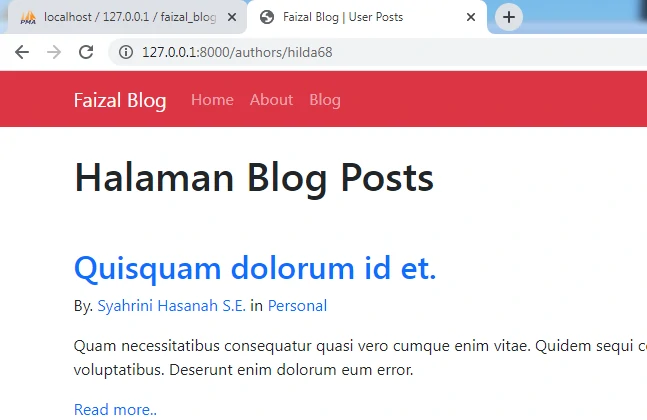 PMA localhost / 127.0.0.1 / faizal_blog
Faizal Blog | User Posts
127.0.0.1:8000/authors/hilda68
Faizal Blog Home About Blog
Halaman Blog Posts
Quisquam dolorum id et.
By. Syahrini Hasanah S.E. in Personal
Quam necessitatibus consequatur quasi vero cumque enim vitae. Quidem sequi
voluptatibus. Deserunt enim dolorum eum error.
Read more..